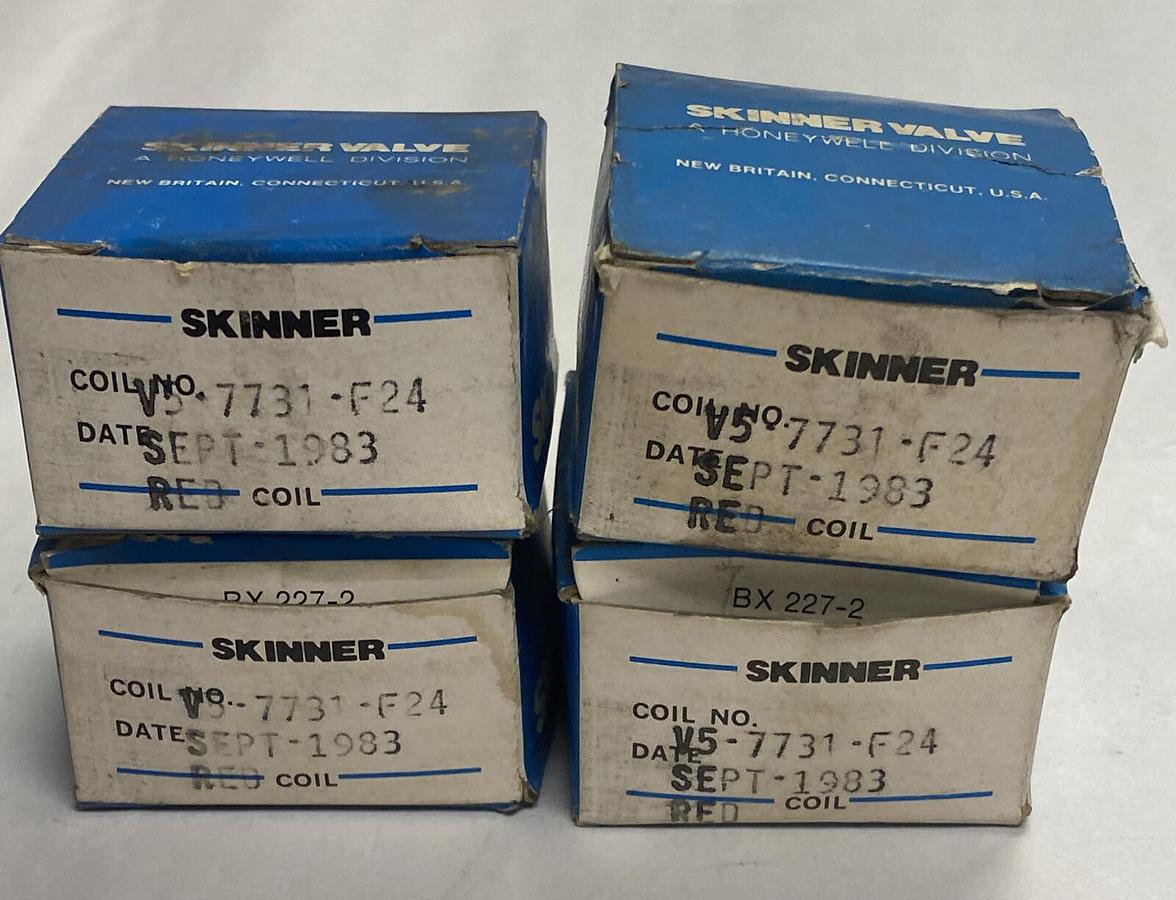 SKINNER VALVE
A HONEYWELL DIVISION
NEW BRITAIN, CONNECTICUT, U.S.A.
SKINNER
COIL NO.
V5-7731-F24
DATE
SEPT-1983
RED
COIL
SKINNER VALVE
A HONEYWELL DIVISION
NEW BRITAIN, CONNECTICUT, U.S.A.
SKINNER
COIL NO.
V5-7731-F24
DATE
SEPT-1983
RED
COIL
BX 227-2
SKINNER
COIL NO.
V5-7731-F24
DATE
SEPT-1983
RED
COIL
BX 227-2
SKINNER
COIL NO.
V5-7731-F24
DATE
SEPT-1983
RED
COIL